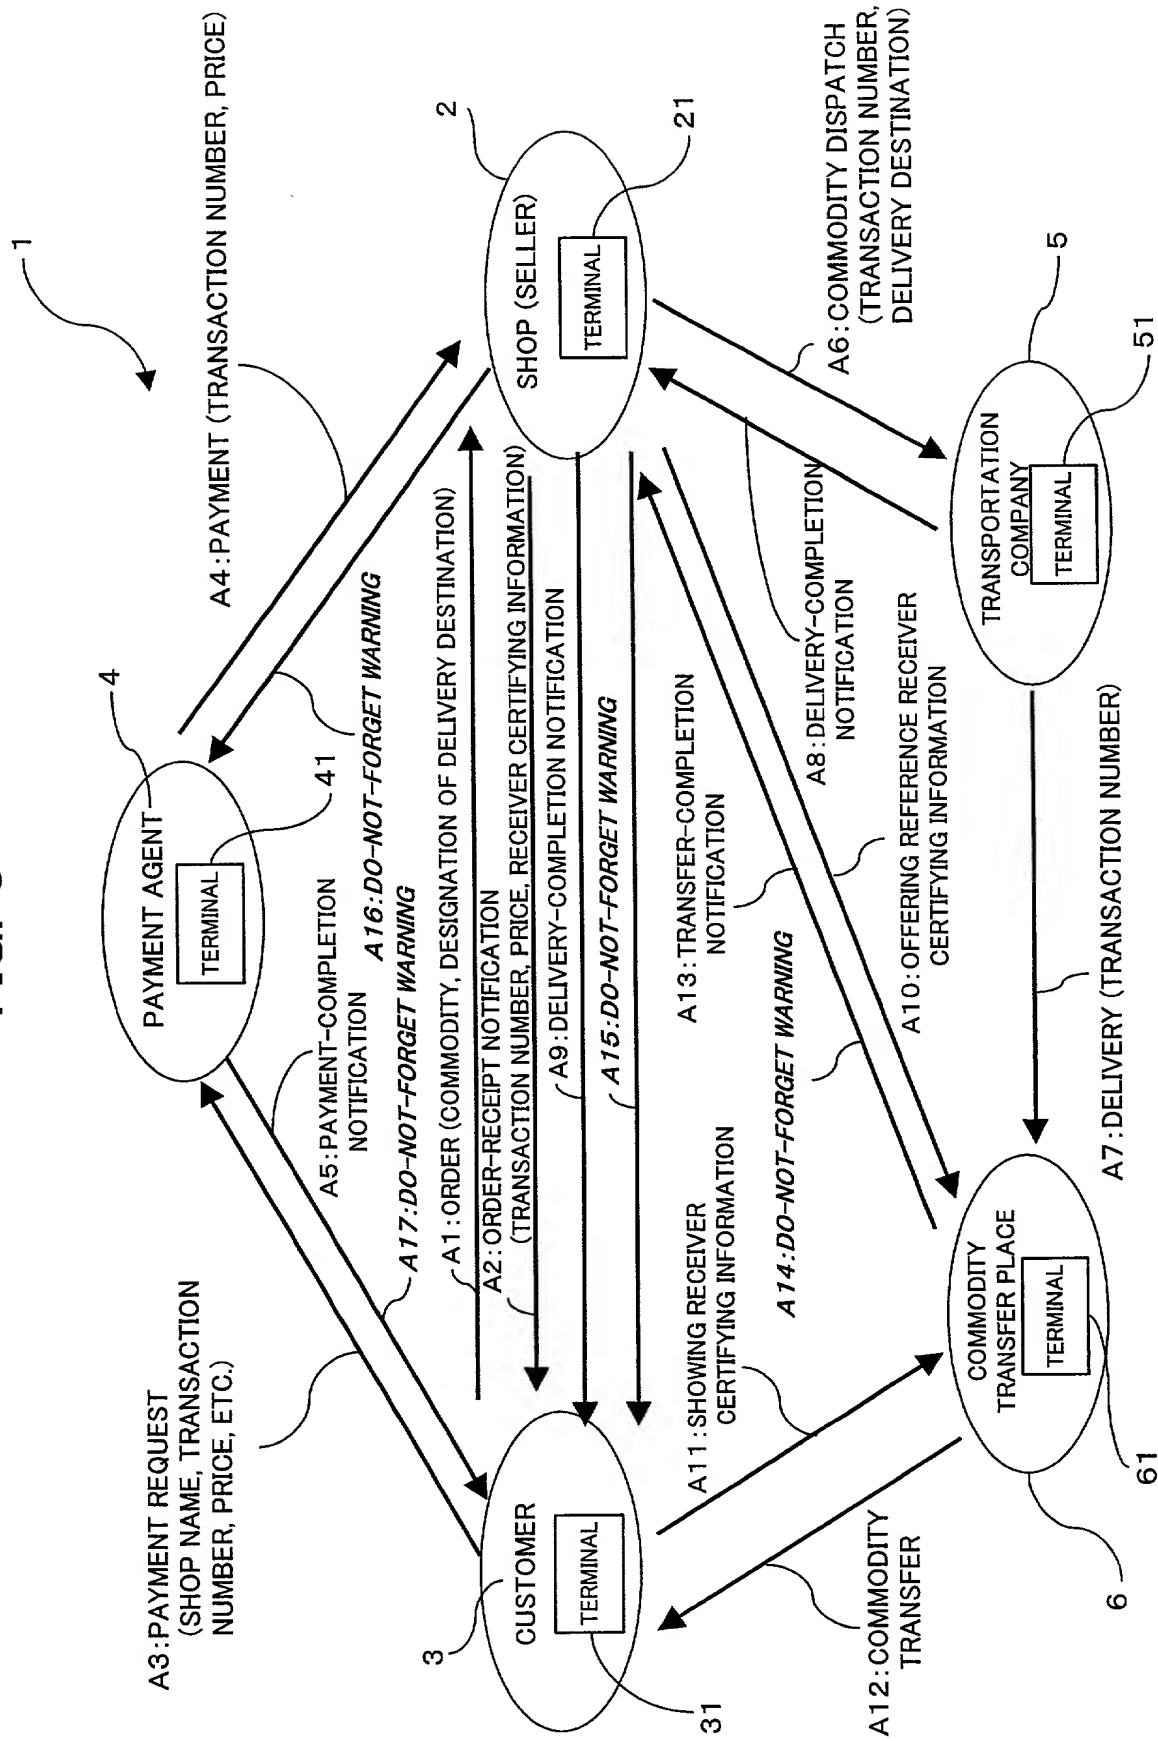 1
A4:PAYMENT (TRANSACTION NUMBER, PRICE)
4
PAYMENT AGENT
TERMINAL
41
A3:PAYMENT REQUEST
(SHOP NAME, TRANSACTION
NUMBER, PRICE, ETC.)
A5:PAYMENT-COMPLETION
NOTIFICATION
A16:DO-NOT-FORGET WARNING
A17:DO-NOT-FORGET WARNING
A1:ORDER (COMMODITY, DESIGNATION OF DELIVERY DESTINATION)
A2:ORDER-RECEIPT NOTIFICATION
(TRANSACTION NUMBER, PRICE, RECEIVER CERTIFYING INFORMATION)
A9:DELIVERY-COMPLETION NOTIFICATION
A15:DO-NOT-FORGET WARNING
3
CUSTOMER
TERMINAL
31
2
SHOP (SELLER)
TERMINAL
21
A13:TRANSFER-COMPLETION
NOTIFICATION
A11:SHOWING RECEIVER
CERTIFYING INFORMATION
A14:DO-NOT-FORGET WARNING
A8:DELIVERY-COMPLETION
NOTIFICATION
A6:COMMODITY DISPATCH
(TRANSACTION NUMBER,
DELIVERY DESTINATION)
A10:OFFERING REFERENCE RECEIVER
CERTIFYING INFORMATION
A12:COMMODITY
TRANSFER
COMMODITY
TRANSFER PLACE
TERMINAL
6
61
TRANSPORTATION
COMPANY
TERMINAL
5
51
A7:DELIVERY (TRANSACTION NUMBER)